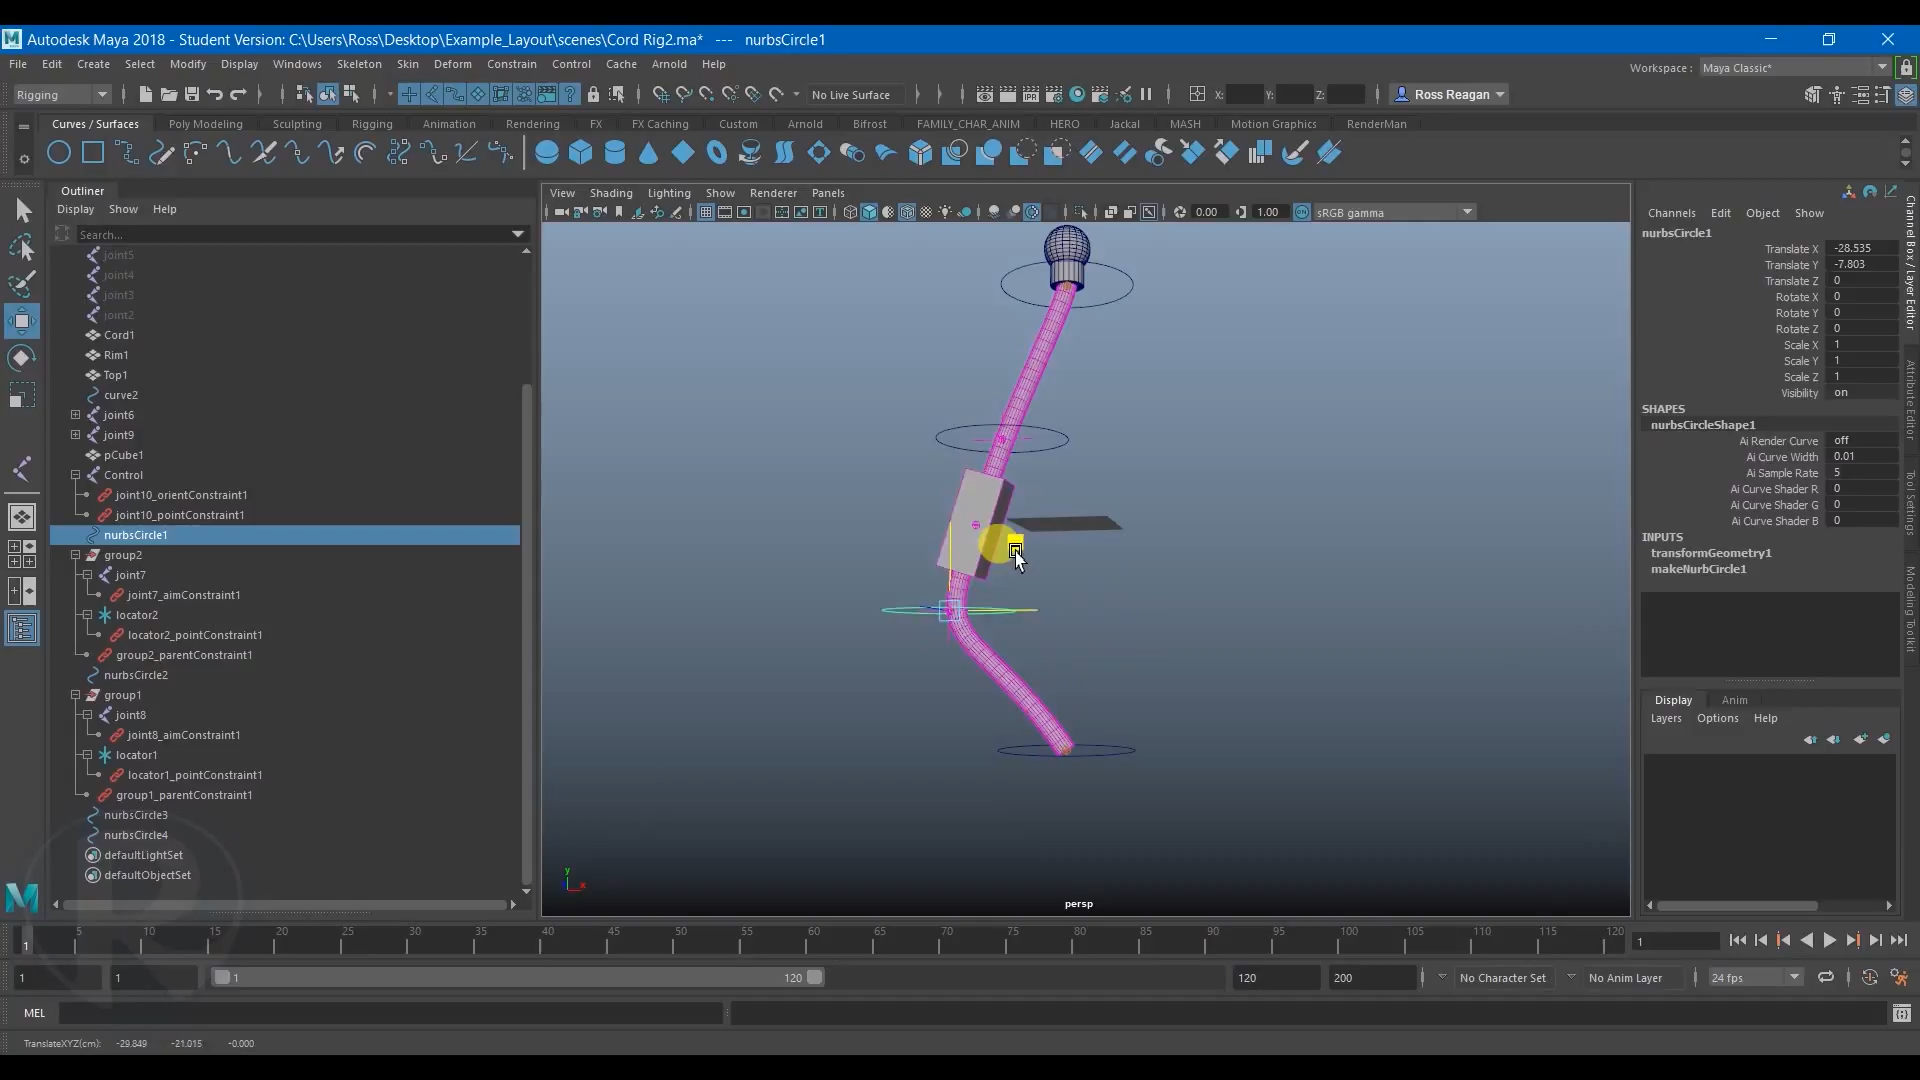 Autodesk Maya 2018 - Student Version: C:\Users\Ross\Desktop\Example_Layout\scenes\Cord Rig2.ma* --- nurbsCircle1
File Edit Create Select Modify Display Windows Skeleton Skin Deform Constrain Control Cache Arnold Help
Workspace : Maya Classic*
Rigging No Live Surface X: Y: Z: Ross Reagan
Curves / Surfaces Poly Modeling Sculpting Rigging Animation Rendering FX FX Caching Custom Arnold Bifrost FAMILY_CHAR_ANIM HERO Jackal MASH Motion Graphics RenderMan
Outliner
Display Show Help
Search...
joint5
joint4
joint3
joint2
Cord1
Rim1
Top1
curve2
joint6
joint9
pCube1
Control
joint10_orientConstraint1
joint10_pointConstraint1
nurbsCircle1
group2
joint7
joint7_aimConstraint1
locator2
locator2_pointConstraint1
group2_parentConstraint1
nurbsCircle2
group1
joint8
joint8_aimConstraint1
locator1
locator1_pointConstraint1
group1_parentConstraint1
nurbsCircle3
nurbsCircle4
defaultLightSet
defaultObjectSet
View Shading Lighting Show Renderer Panels
0.00 1.00 sRGB gamma
y
x
persp
Channels Edit Object Show
nurbsCircle1
Translate X -28.535
Translate Y -7.803
Translate Z 0
Rotate X 0
Rotate Y 0
Rotate Z 0
Scale X 1
Scale Y 1
Scale Z 1
Visibility on
SHAPES
nurbsCircleShape1
Ai Render Curve off
Ai Curve Width 0.01
Ai Sample Rate 5
Ai Curve Shader R 0
Ai Curve Shader G 0
Ai Curve Shader B 0
INPUTS
transformGeometry1
makeNurbCircle1
Display Anim
Layers Options Help
Channel Box / Layer Editor
Attribute Editor
Tool Settings
Modeling Toolkit
1 5 10 15 20 25 30 35 40 45 50 55 60 65 70 75 80 85 90 95 100 105 110 115 120 1
1 1 1 120 120 200 No Character Set No Anim Layer 24 fps
MEL
TranslateXYZ(cm): -29.849 -21.015 -0.000